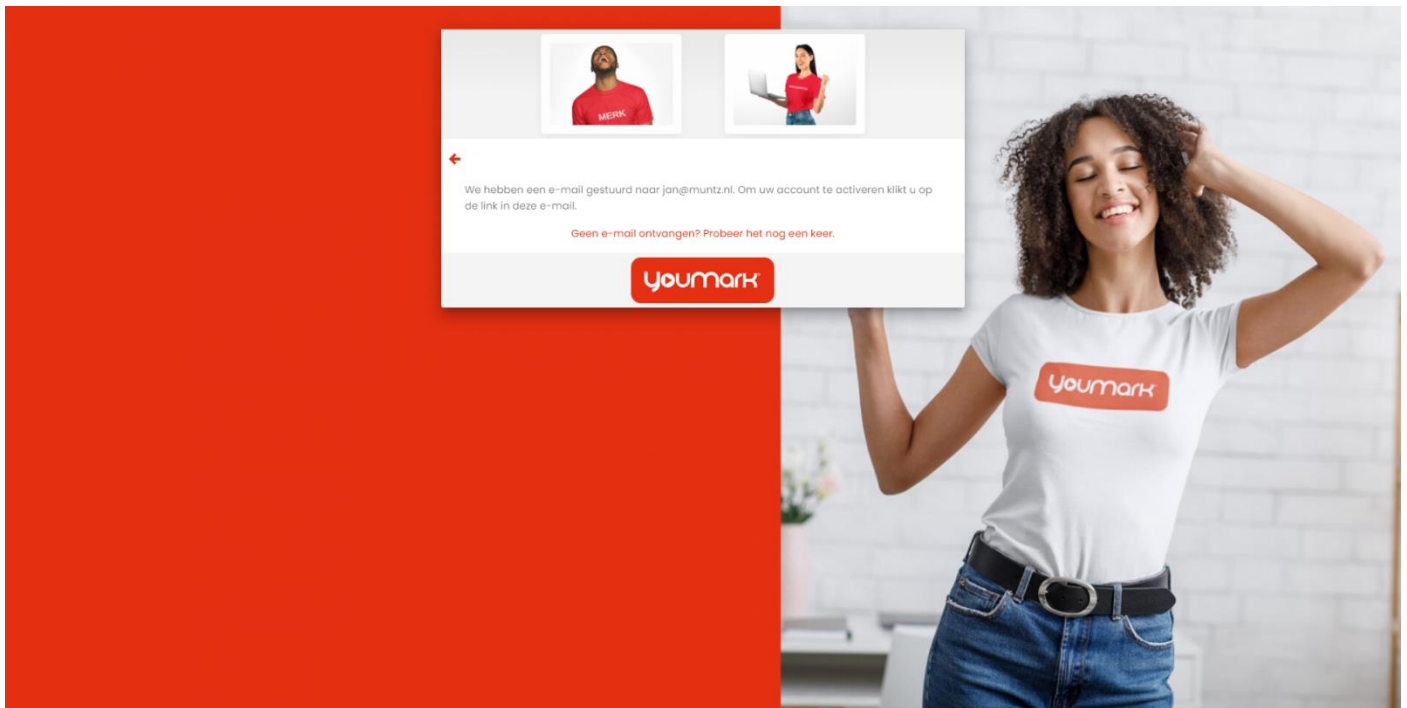 MERK
We hebben een e-mail gestuurd naar jan@muntz.nl. Om uw account te activeren klikt u op
de link in deze e-mail.
Geen e-mail ontvangen? Probeer het nog een keer.
youmark
youmark